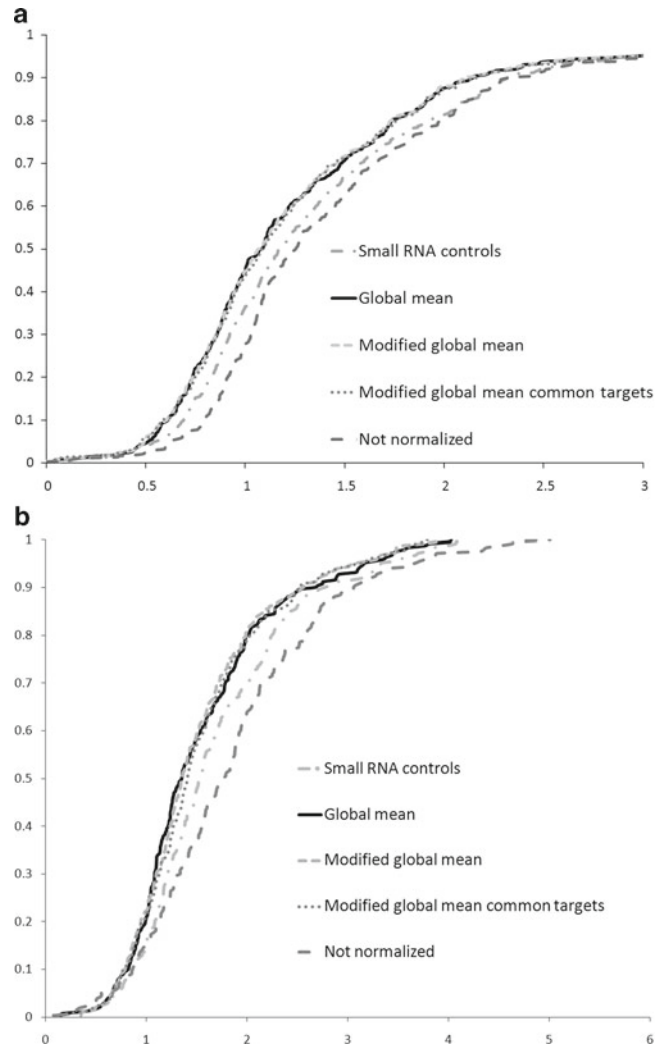 a
1
0.9
0.8
0.7
0.6
0.5
0.4
0.3
0.2
0.1
0
Small RNA controls
Global mean
Modified global mean
Modified global mean common targets
Not normalized
0 0.5 1 1.5 2 2.5 3
b
1
0.9
0.8
0.7
0.6
0.5
0.4
0.3
0.2
0.1
0
Small RNA controls
Global mean
Modified global mean
Modified global mean common targets
Not normalized
0 1 2 3 4 5 6